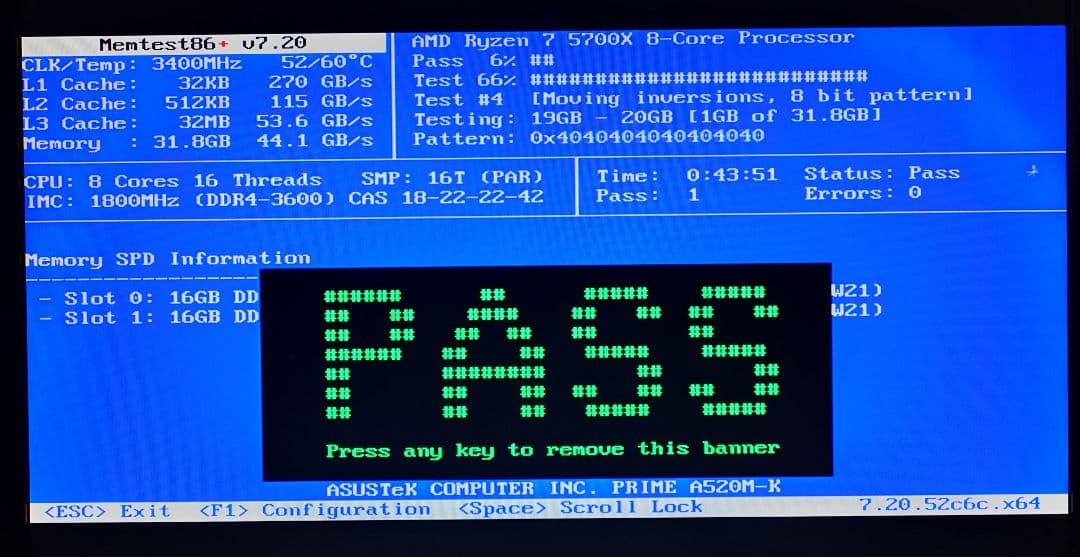 Memtest86+ v7.20
CLK/Temp: 3400MHz 52/60°C
L1 Cache: 32KB 270 GB/s
L2 Cache: 512KB 115 GB/s
L3 Cache: 32MB 53.6 GB/s
Memory : 31.8GB 44.1 GB/s
AMD Ryzen 7 5700X 8-Core Processor
Pass 6% ##
Test 66% ##########################
Test #4 [Moving inversions, 8 bit pattern]
Testing: 19GB - 20GB [1GB of 31.8GB]
Pattern: 0x4040404040404040
CPU: 8 Cores 16 Threads SMP: 16T (PAR)
IMC: 1800MHz (DDR4-3600) CAS 18-22-22-42
Time: 0:43:51 Status: Pass
Pass: 1 Errors: 0
Memory SPD Information
- Slot 0: 16GB DD W21)
- Slot 1: 16GB DD W21)
PASS
Press any key to remove this banner
ASUSTeK COMPUTER INC. PRIME A520M-K
<ESC> Exit <F1> Configuration <Space> Scroll Lock 7.20.52c6c.x64